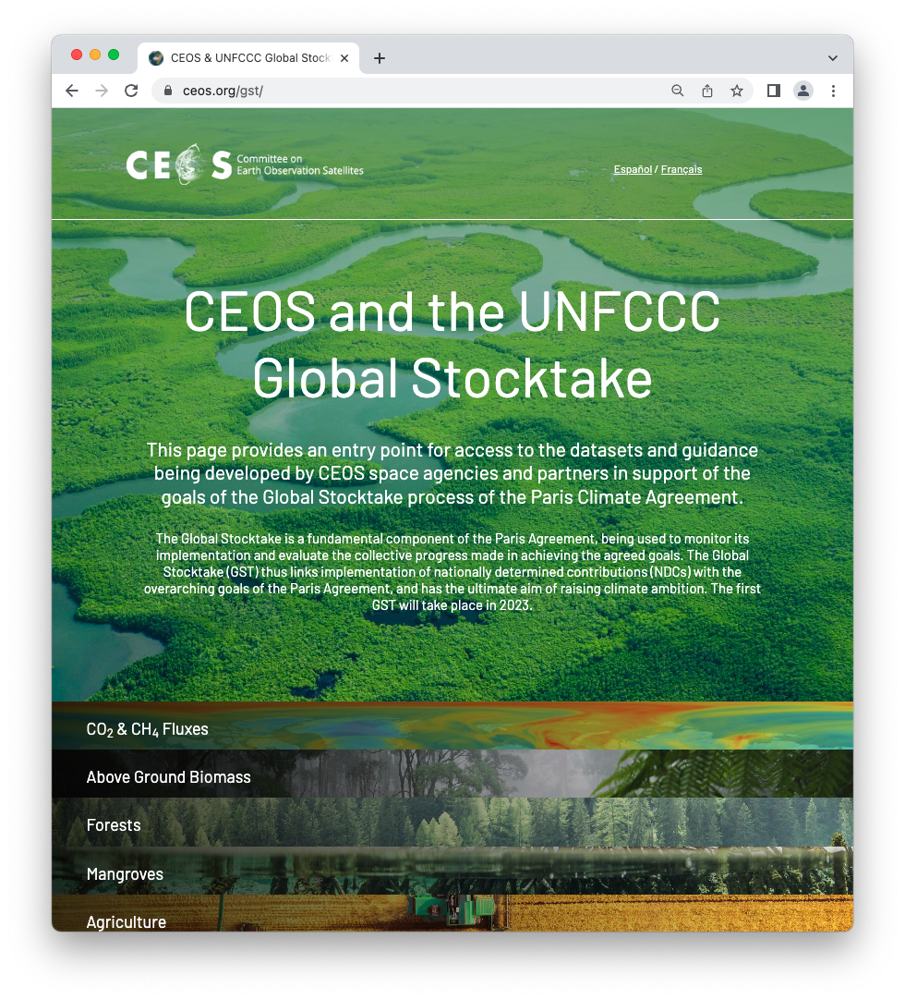 CEOS & UNFCCC Global Stock
ceos.org/gst/
CEOS Committee on
Earth Observation Satellites
Español / Français
CEOS and the UNFCCC
Global Stocktake
This page provides an entry point for access to the datasets and guidance
being developed by CEOS space agencies and partners in support of the
goals of the Global Stocktake process of the Paris Climate Agreement.
The Global Stocktake is a fundamental component of the Paris Agreement, being used to monitor its
implementation and evaluate the collective progress made in achieving the agreed goals. The Global
Stocktake (GST) thus links implementation of nationally determined contributions (NDCs) with the
overarching goals of the Paris Agreement, and has the ultimate aim of raising climate ambition. The first
GST will take place in 2023.
CO₂ & CH₄ Fluxes
Above Ground Biomass
Forests
Mangroves
Agriculture